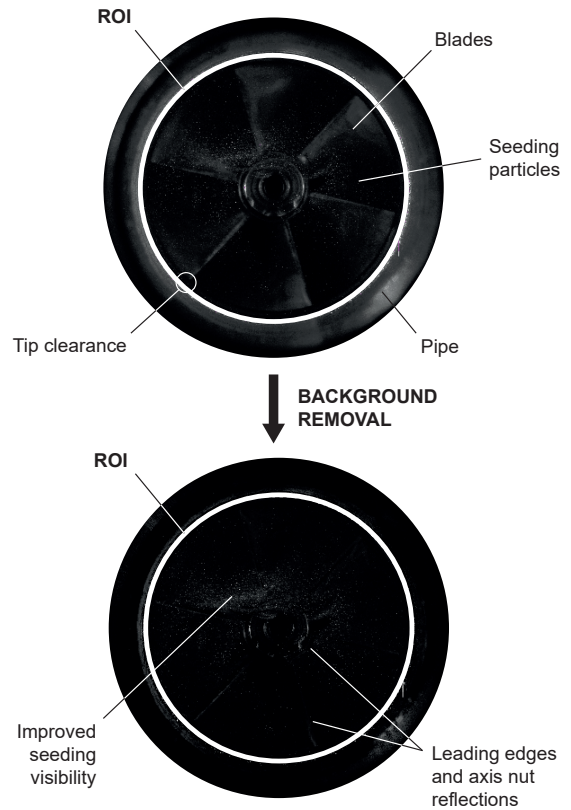 ROI
Blades
Seeding
particles
Tip clearance
Pipe
BACKGROUND
REMOVAL
ROI
Improved
seeding
visibility
Leading edges
and axis nut
reflections